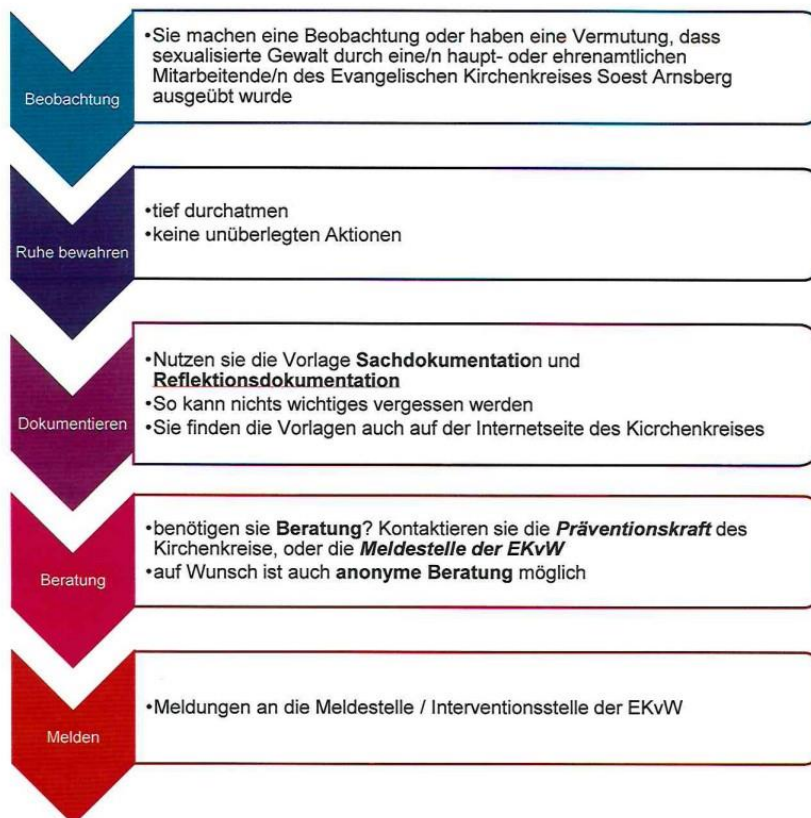 •Sie machen eine Beobachtung oder haben eine Vermutung, dass
sexualisierte Gewalt durch eine/n haupt- oder ehrenamtlichen
Mitarbeitende/n des Evangelischen Kirchenkreises Soest Arnsberg
ausgeübt wurde
Beobachtung
•tief durchatmen
•keine unüberlegten Aktionen
Ruhe bewahren
•Nutzen sie die Vorlage Sachdokumentation und
Reflektionsdokumentation
•So kann nichts wichtiges vergessen werden
•Sie finden die Vorlagen auch auf der Internetseite des Kicrchenkreises
Dokumentieren
•benötigen sie Beratung? Kontaktieren sie die Präventionskraft des
Kirchenkreise, oder die Meldestelle der EKvW
•auf Wunsch ist auch anonyme Beratung möglich
Beratung
•Meldungen an die Meldestelle / Interventionsstelle der EKvW
Melden